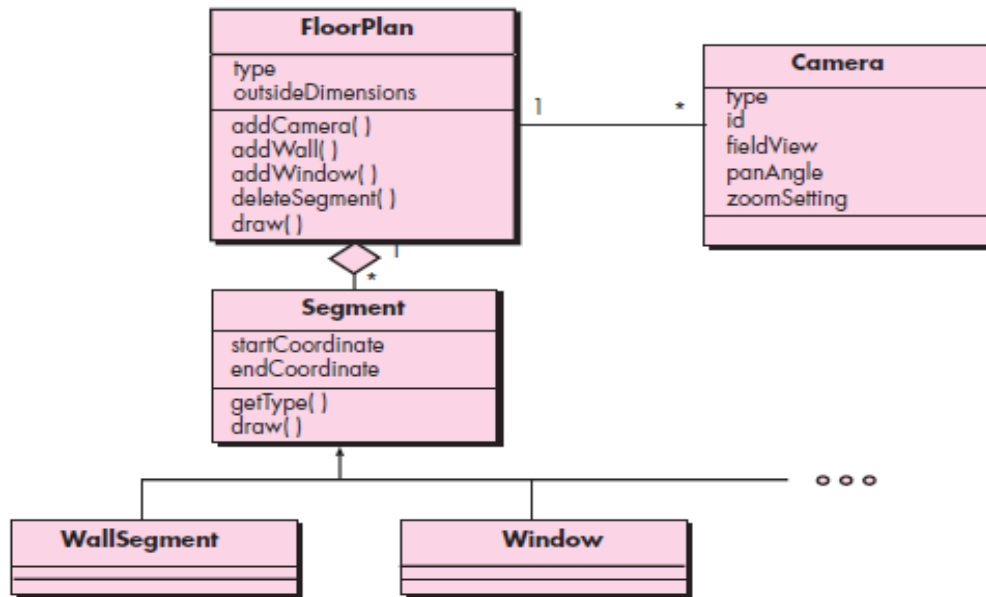 FloorPlan
type
outsideDimensions
addCamera( )
addWall( )
addWindow( )
deleteSegment( )
draw( )
1
*
Camera
type
id
fieldView
panAngle
zoomSetting
1
*
Segment
startCoordinate
endCoordinate
getType( )
draw( )
WallSegment
Window